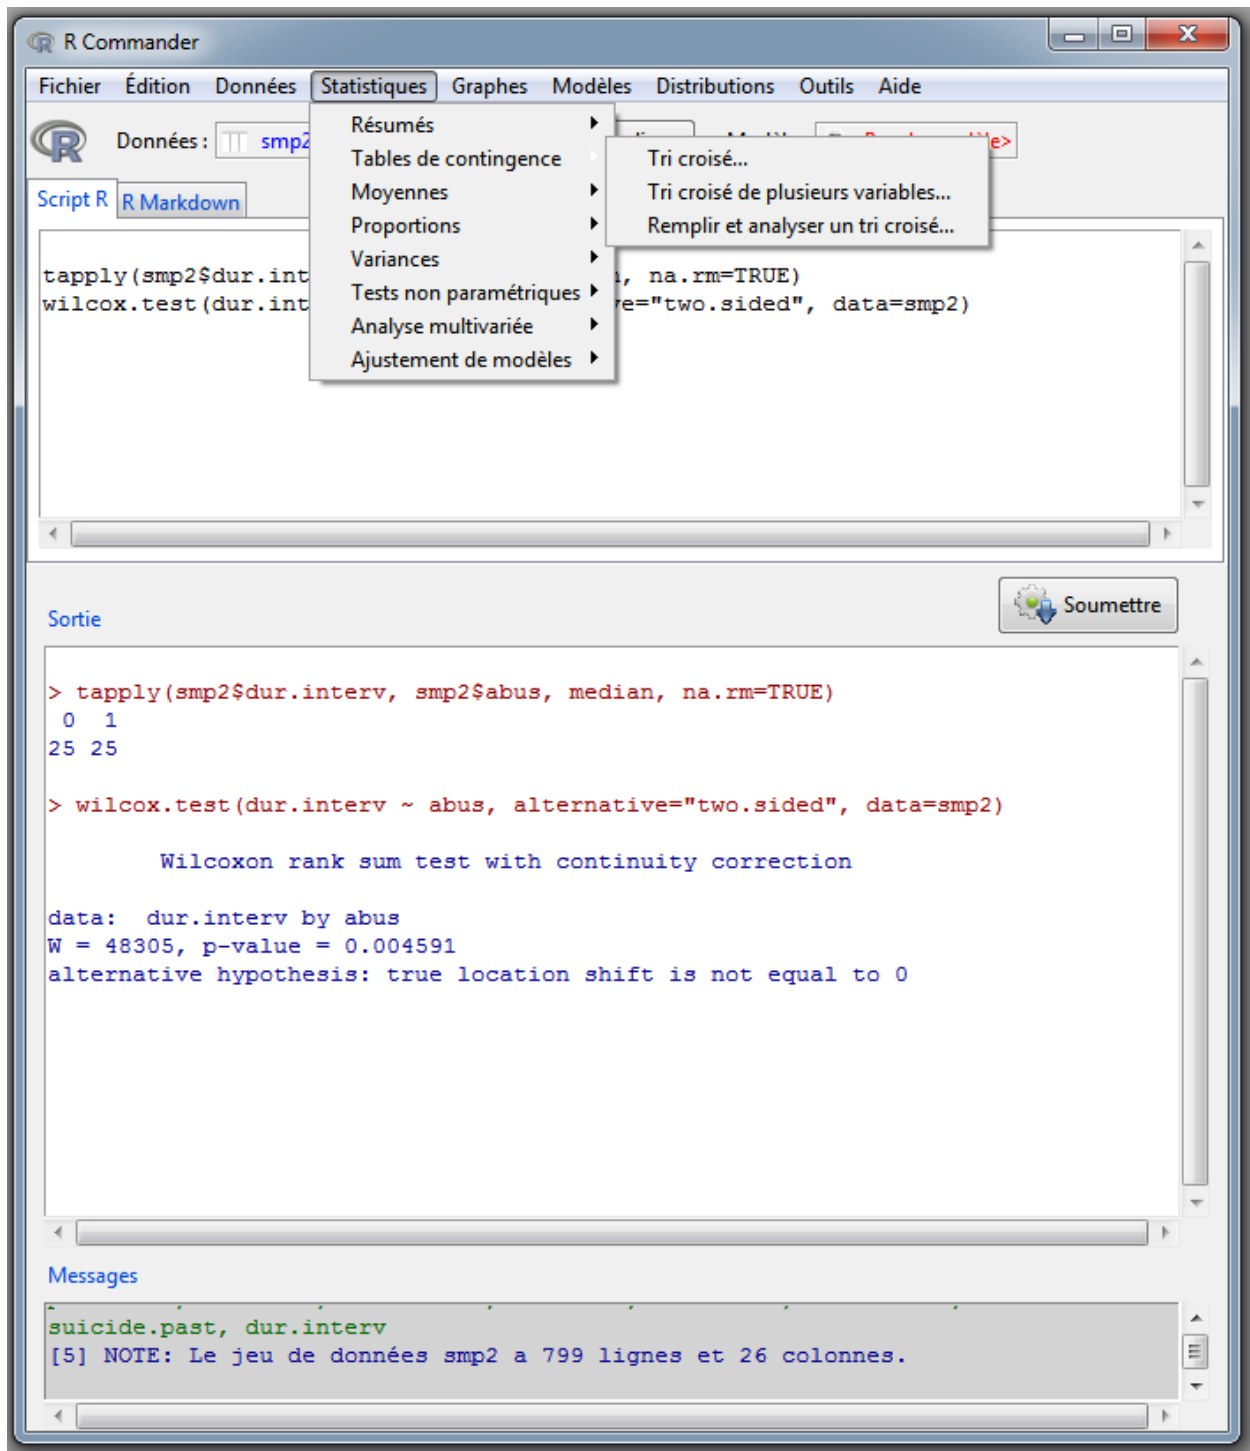 R Commander
Fichier Édition Données Statistiques Graphes Modèles Distributions Outils Aide
Données : smp2
Résumés
Tables de contingence
Moyennes
Proportions
Variances
Tests non paramétriques
Analyse multivariée
Ajustement de modèles
Tri croisé...
Tri croisé de plusieurs variables...
Remplir et analyser un tri croisé...
Script R R Markdown
tapply(smp2$dur.int , na.rm=TRUE)
wilcox.test(dur.int ="two.sided", data=smp2)
Soumettre
Sortie
> tapply(smp2$dur.interv, smp2$abus, median, na.rm=TRUE)
0 1
25 25
> wilcox.test(dur.interv ~ abus, alternative="two.sided", data=smp2)
Wilcoxon rank sum test with continuity correction
data: dur.interv by abus
W = 48305, p-value = 0.004591
alternative hypothesis: true location shift is not equal to 0
Messages
suicide.past, dur.interv
[5] NOTE: Le jeu de données smp2 a 799 lignes et 26 colonnes.